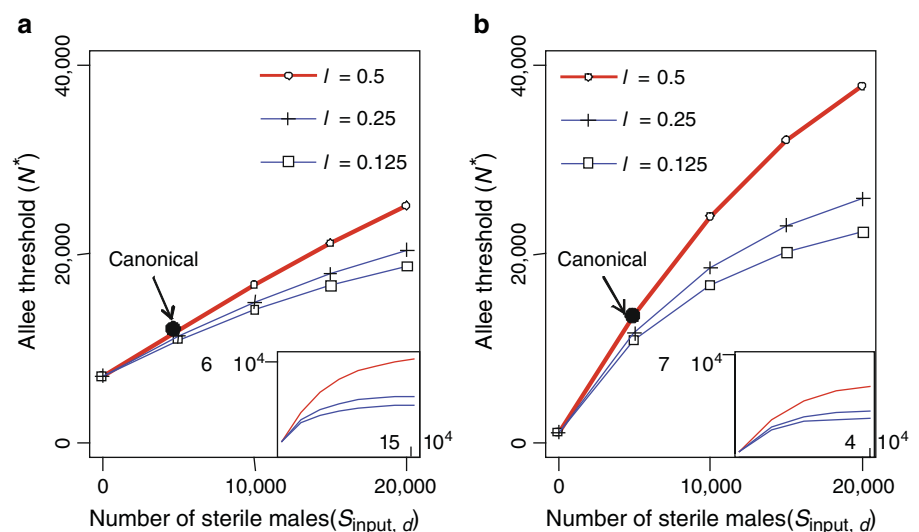 a
Allee threshold (N*)
40,000
20,000
0
l = 0.5
l = 0.25
l = 0.125
Canonical
6
10⁴
15
10⁴
0
10,000
20,000
Number of sterile males(S input, d)
b
Allee threshold (N*)
40,000
20,000
0
l = 0.5
l = 0.25
l = 0.125
Canonical
7
10⁴
4
10⁴
0
10,000
20,000
Number of sterile males(S input, d)